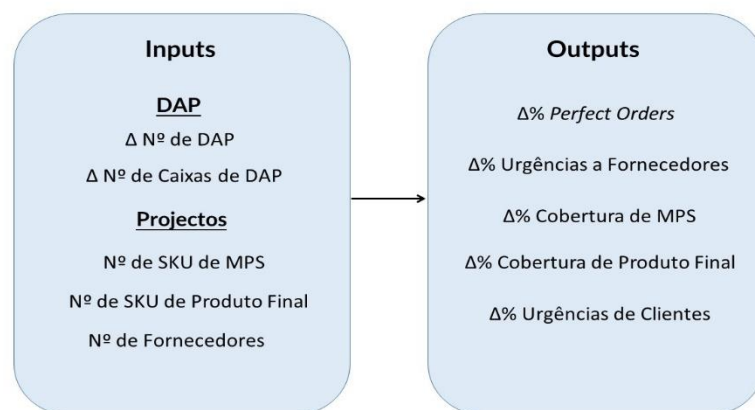 Inputs
DAP
Δ Nº de DAP
Δ Nº de Caixas de DAP
Projectos
Nº de SKU de MPS
Nº de SKU de Produto Final
Nº de Fornecedores
Outputs
Δ% Perfect Orders
Δ% Urgências a Fornecedores
Δ% Cobertura de MPS
Δ% Cobertura de Produto Final
Δ% Urgências de Clientes